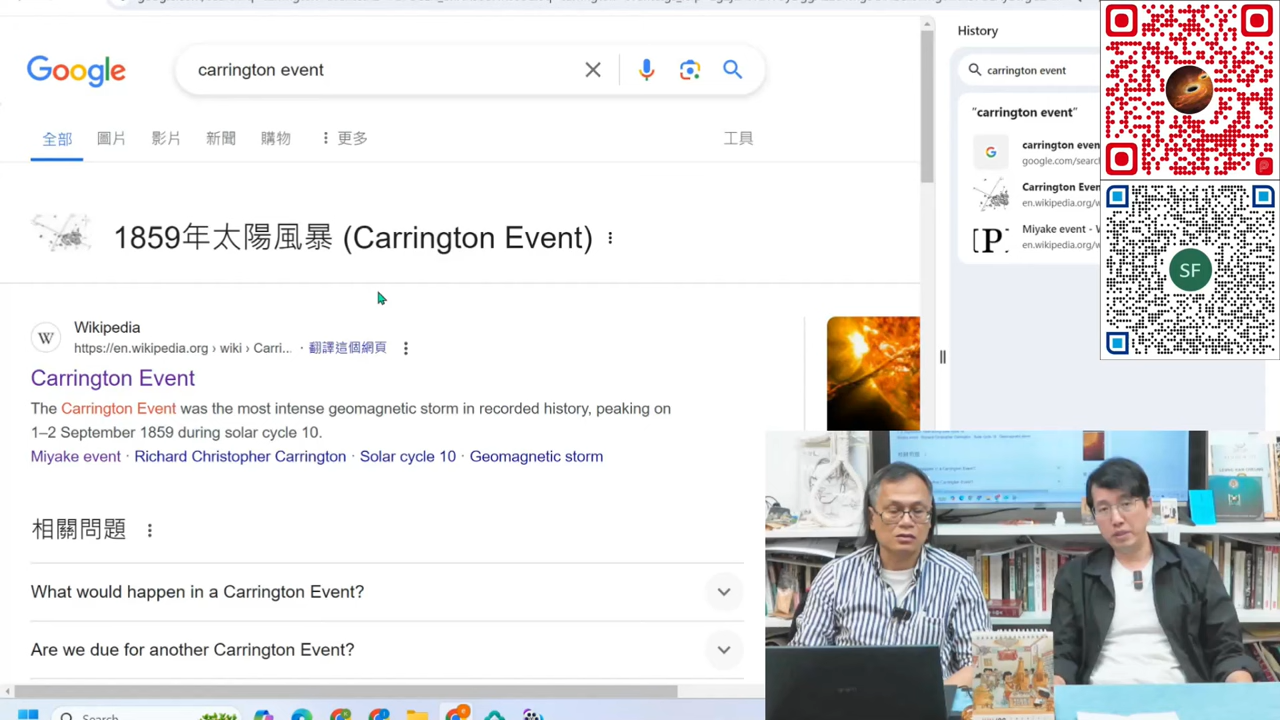 Google
carrington event
全部
圖片
影片
新聞
購物
更多
工具
1859年太陽風暴 (Carrington Event)
Wikipedia
https://en.wikipedia.org › wiki › Carri... · 翻譯這個網頁
Carrington Event
The Carrington Event was the most intense geomagnetic storm in recorded history, peaking on
1–2 September 1859 during solar cycle 10.
Miyake event · Richard Christopher Carrington · Solar cycle 10 · Geomagnetic storm
相關問題
What would happen in a Carrington Event?
Are we due for another Carrington Event?
Search
History
carrington event
"carrington event"
carrington even
google.com/search
Carrington Even
en.wikipedia.org/w
Miyake event - W
en.wikipedia.org/w
SF